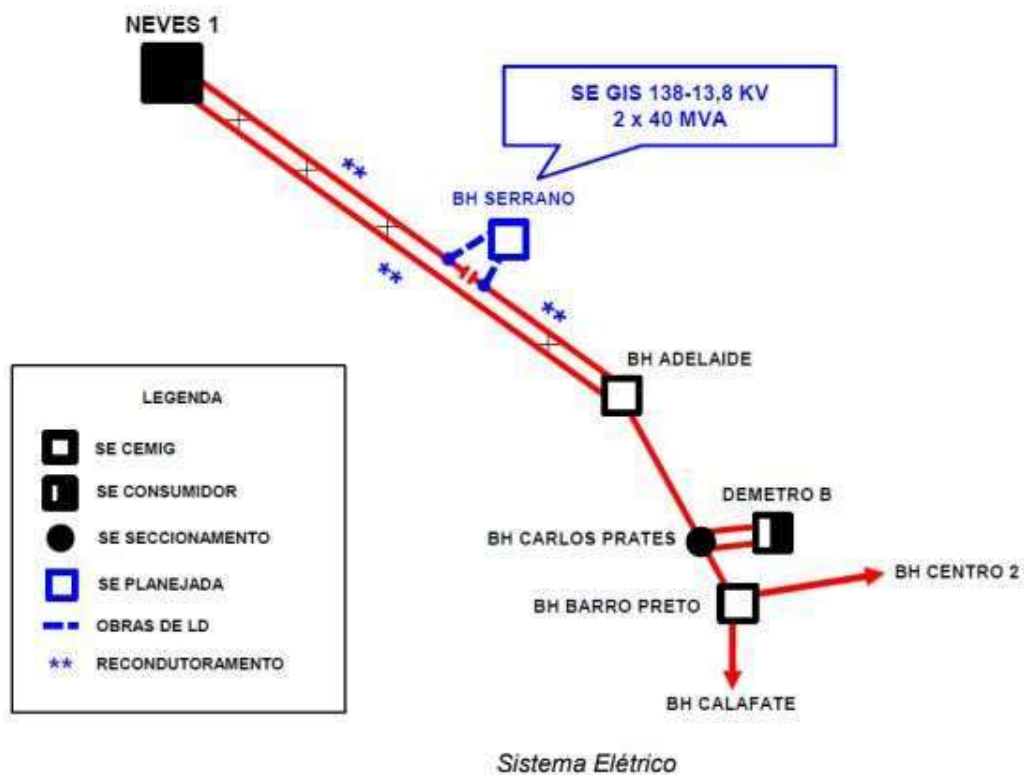 NEVES 1
SE GIS 138-13,8 KV
2 x 40 MVA
**
BH SERRANO
**
**
BH ADELAIDE
LEGENDA
SE CEMIG
SE CONSUMIDOR
SE SECCIONAMENTO
SE PLANEJADA
OBRAS DE LD
** RECONDUTORAMENTO
DEMETRO B
BH CARLOS PRATES
BH CENTRO 2
BH BARRO PRETO
BH CALAFATE
Sistema Elétrico